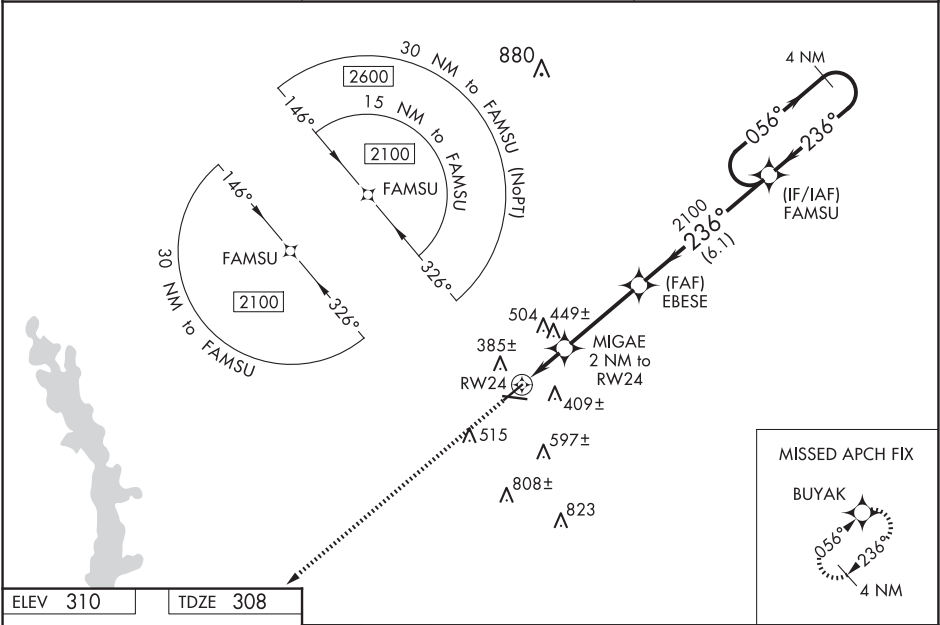 30 NM to FAMSU (NoPT)
2600
146°
15 NM to FAMSU
2100
FAMSU
326°
880
4 NM
056°
236°
(IF/IAF)
FAMSU
2100
236°
(6.1)
146°
FAMSU
2100
326°
30 NM to FAMSU
(FAF)
EBESE
504
449±
MIGAE
2 NM to
RW24
385±
RW24
409±
515
597±
808±
823
MISSED APCH FIX
BUYAK
056°
236°
4 NM
ELEV 310
TDZE 308